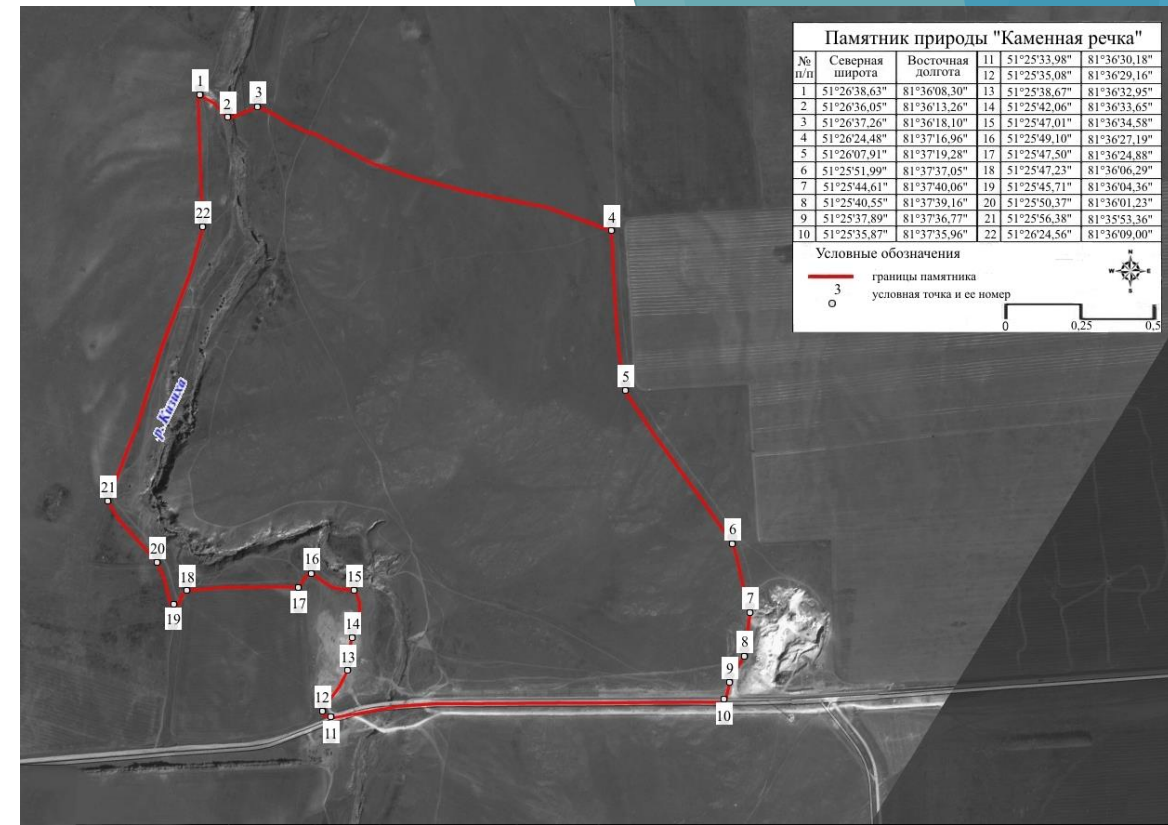 Памятник природы "Каменная речка"
№ п/п Северная широта Восточная долгота
1 51°26'38,63" 81°36'08,30"
2 51°26'36,05" 81°36'13,26"
3 51°26'37,26" 81°36'18,10"
4 51°26'24,48" 81°37'16,96"
5 51°26'07,91" 81°37'19,28"
6 51°25'51,99" 81°37'37,05"
7 51°25'44,61" 81°37'40,06"
8 51°25'40,55" 81°37'39,16"
9 51°25'37,89" 81°37'36,77"
10 51°25'35,87" 81°37'35,96"
11 51°25'33,98" 81°36'30,18"
12 51°25'35,08" 81°36'29,16"
13 51°25'38,67" 81°36'32,95"
14 51°25'42,06" 81°36'33,65"
15 51°25'47,01" 81°36'34,58"
16 51°25'49,10" 81°36'27,19"
17 51°25'47,50" 81°36'24,88"
18 51°25'47,23" 81°36'06,29"
19 51°25'45,71" 81°36'04,36"
20 51°25'50,37" 81°36'01,23"
21 51°25'56,38" 81°35'53,36"
22 51°26'24,56" 81°36'09,00"
Условные обозначения
границы памятника
3 условная точка и ее номер
N
W E
S
0 0,25 0,5
1
2
3
22
4
5
р. Кизиха
21
6
20
16
18
15
17
7
19
14
8
13
9
12
10
11